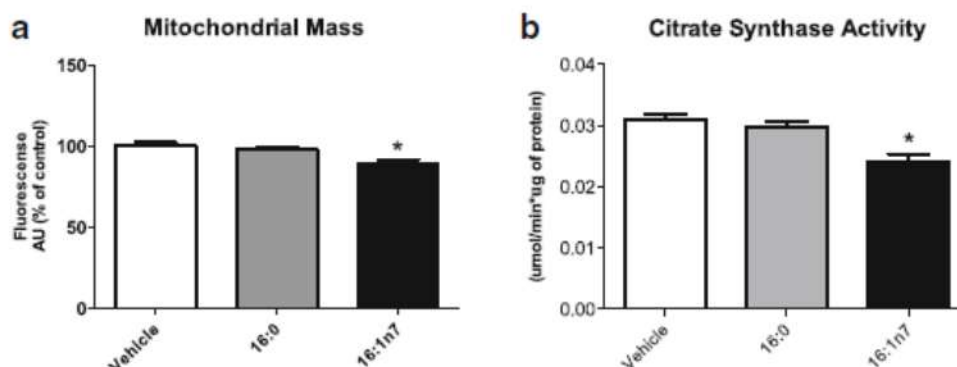 a
Mitochondrial Mass
Fluorescense
AU (% of control)
150
100
50
0
*
Vehicle
16:0
16:1n7
b
Citrate Synthase Activity
(umol/min*ug of protein)
0.04
0.03
0.02
0.01
0.00
*
Vehicle
16:0
16:1n7